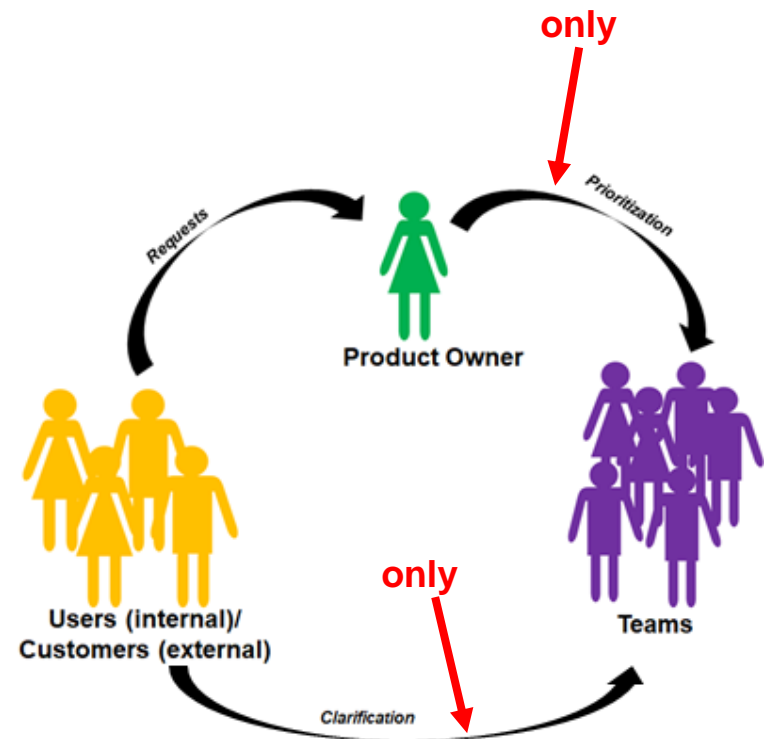 only
Requests
Prioritization
Product Owner
only
Users (internal)/
Customers (external)
Teams
Clarification